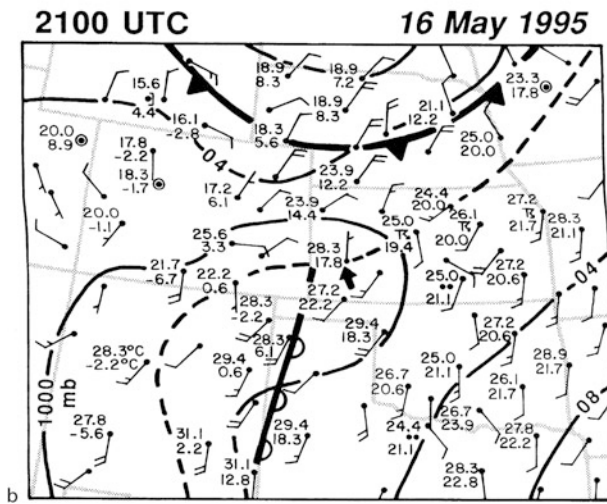 2100 UTC 16 May 1995
18.9 18.9 23.3
8.3 7.2 17.8
15.6
4.4
16.1 18.9 21.1
-2.8 8.3 12.2
20.0 17.8 18.3 25.0
8.9 -2.2 5.6 20.0
04
18.3 23.9
-1.7 12.2
17.2 23.9 24.4
6.1 14.4 20.0
20.0 25.0 26.1 27.2 28.3
-1.1 19.4 20.0 21.7 21.1
25.6 28.3
3.3 17.8
21.7 22.2 27.2 25.0 27.2 04
-6.7 0.6 22.2 21.1 20.6
28.3 29.4 27.2
-2.2 18.3 20.6
28.3°C 28.3
-2.2°C 6.1
29.4 25.0 28.9
0.6 21.1 21.7
1000 mb
26.7 26.1
20.6 21.7
08
27.8 29.4 24.4 26.7 27.8
-5.6 18.3 21.1 23.9 22.2
31.1 31.1 28.3
2.2 12.8 22.8
b